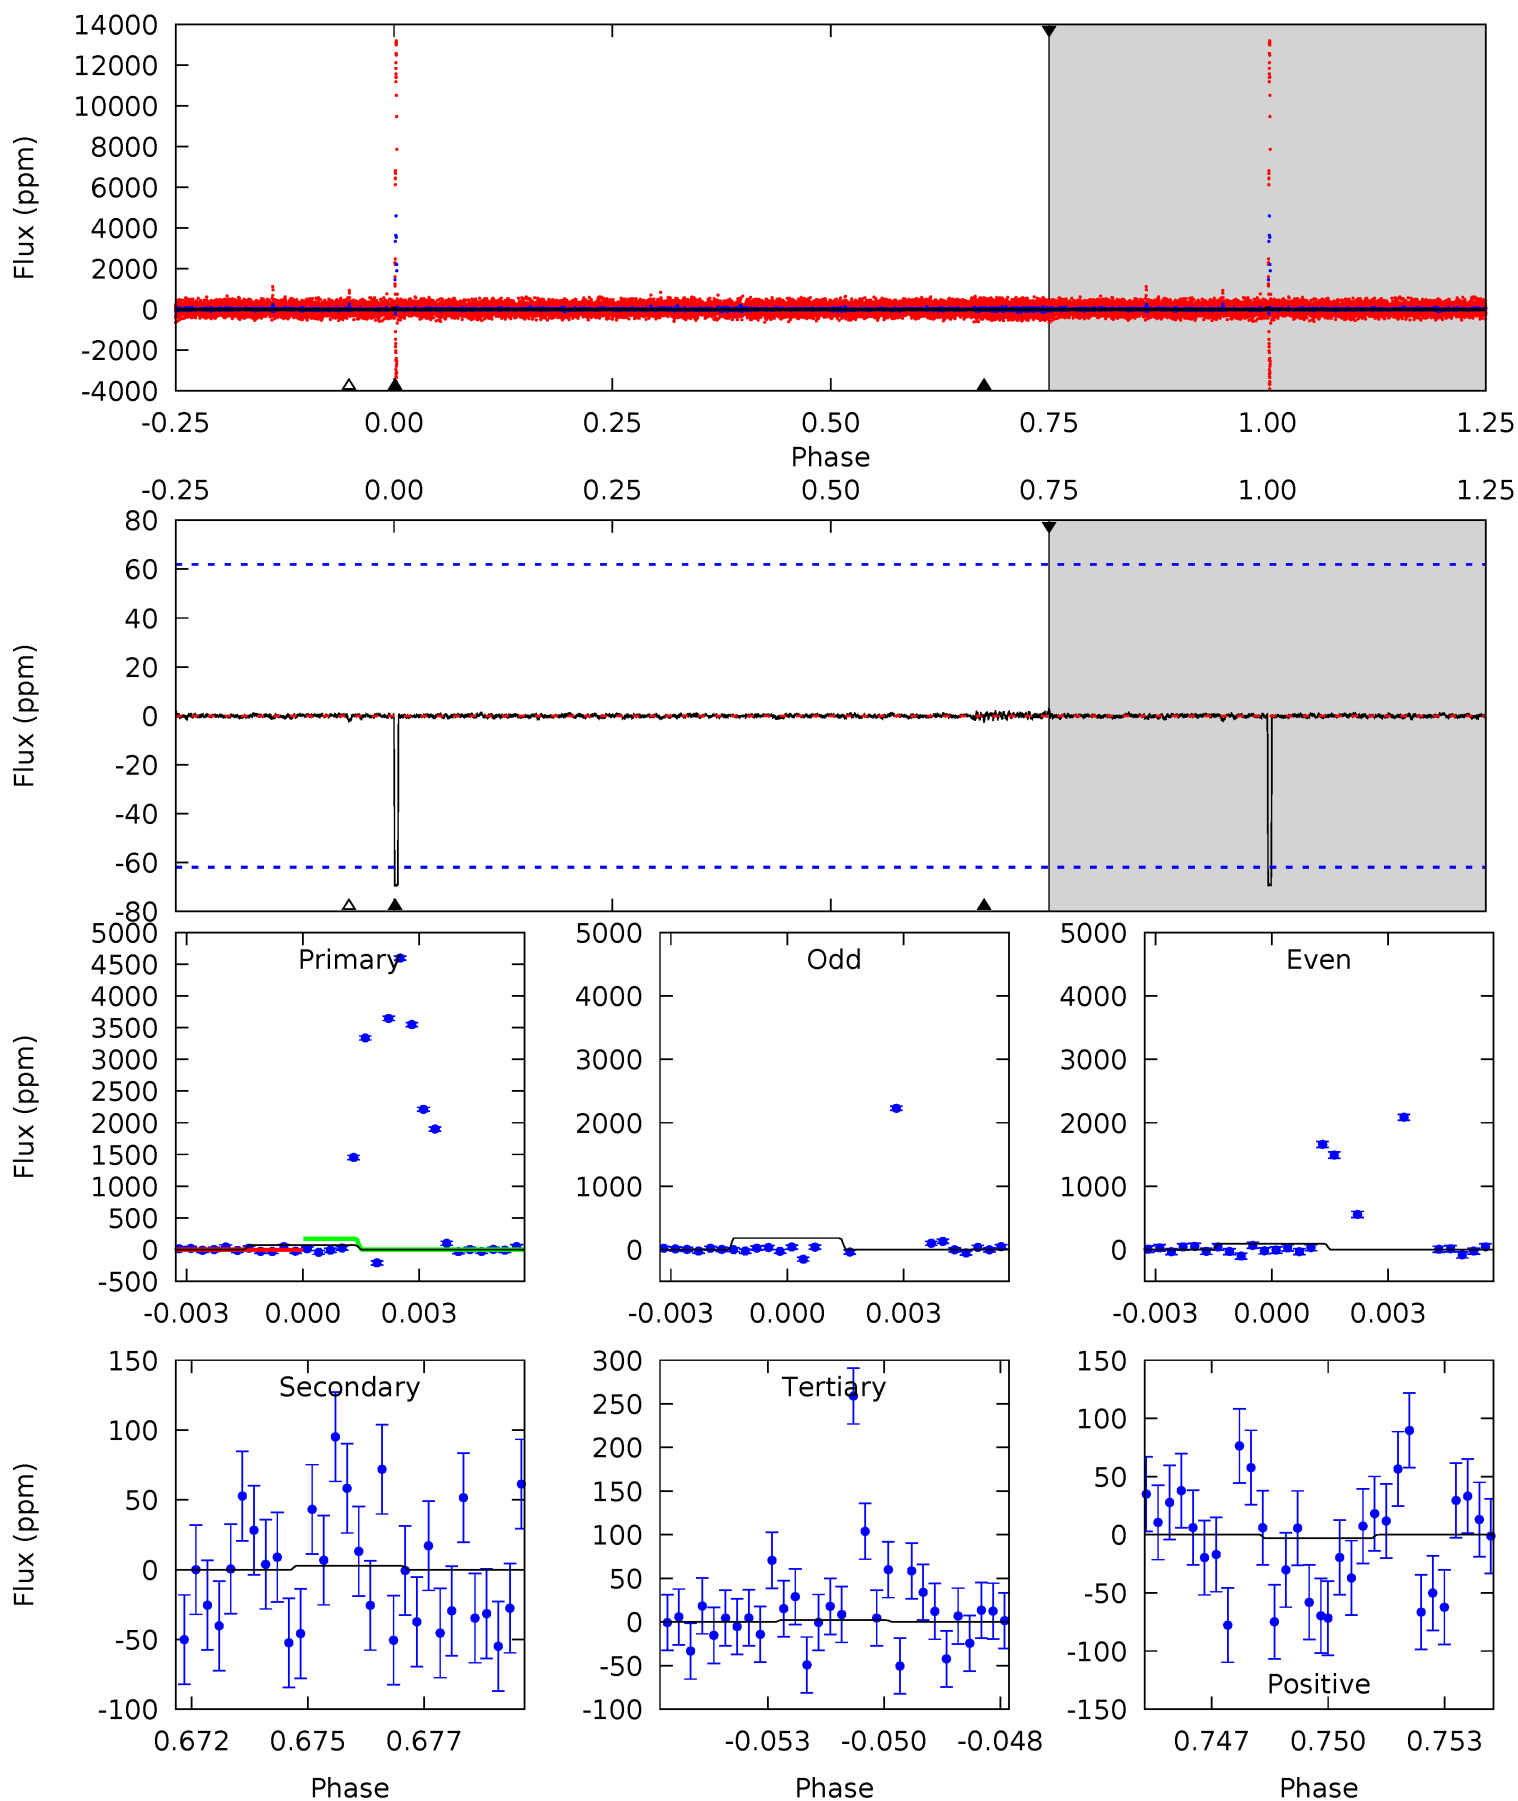 14000
12000
10000
8000
6000
4000
2000
0
-2000
-4000
Flux (ppm)
-0.25 0.00 0.25 0.50 0.75 1.00 1.25
Phase
-0.25 0.00 0.25 0.50 0.75 1.00 1.25
80
60
40
20
0
-20
-40
-60
-80
Flux (ppm)
Primary
5000
4500
4000
3500
3000
2500
2000
1500
1000
500
0
-500
Flux (ppm)
-0.003 0.000 0.003
Odd
5000
4000
3000
2000
1000
0
-0.003 0.000 0.003
Even
5000
4000
3000
2000
1000
0
-0.003 0.000 0.003
Secondary
150
100
50
0
-50
-100
Flux (ppm)
0.672 0.675 0.677
Phase
Tertiary
300
250
200
150
100
50
0
-50
-100
-0.053 -0.050 -0.048
Phase
Positive
150
100
50
0
-50
-100
-150
0.747 0.750 0.753
Phase